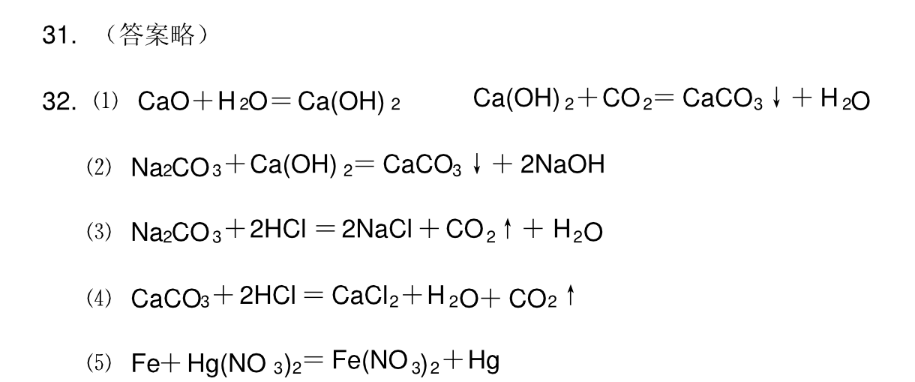 31. （答案略）
32. ⑴ CaO＋H₂O＝Ca(OH)₂ Ca(OH)₂＋CO₂＝CaCO₃↓＋H₂O
⑵ Na₂CO₃＋Ca(OH)₂＝CaCO₃↓＋2NaOH
⑶ Na₂CO₃＋2HCl＝2NaCl＋CO₂↑＋H₂O
⑷ CaCO₃＋2HCl＝CaCl₂＋H₂O＋CO₂↑
⑸ Fe＋Hg(NO₃)₂＝Fe(NO₃)₂＋Hg